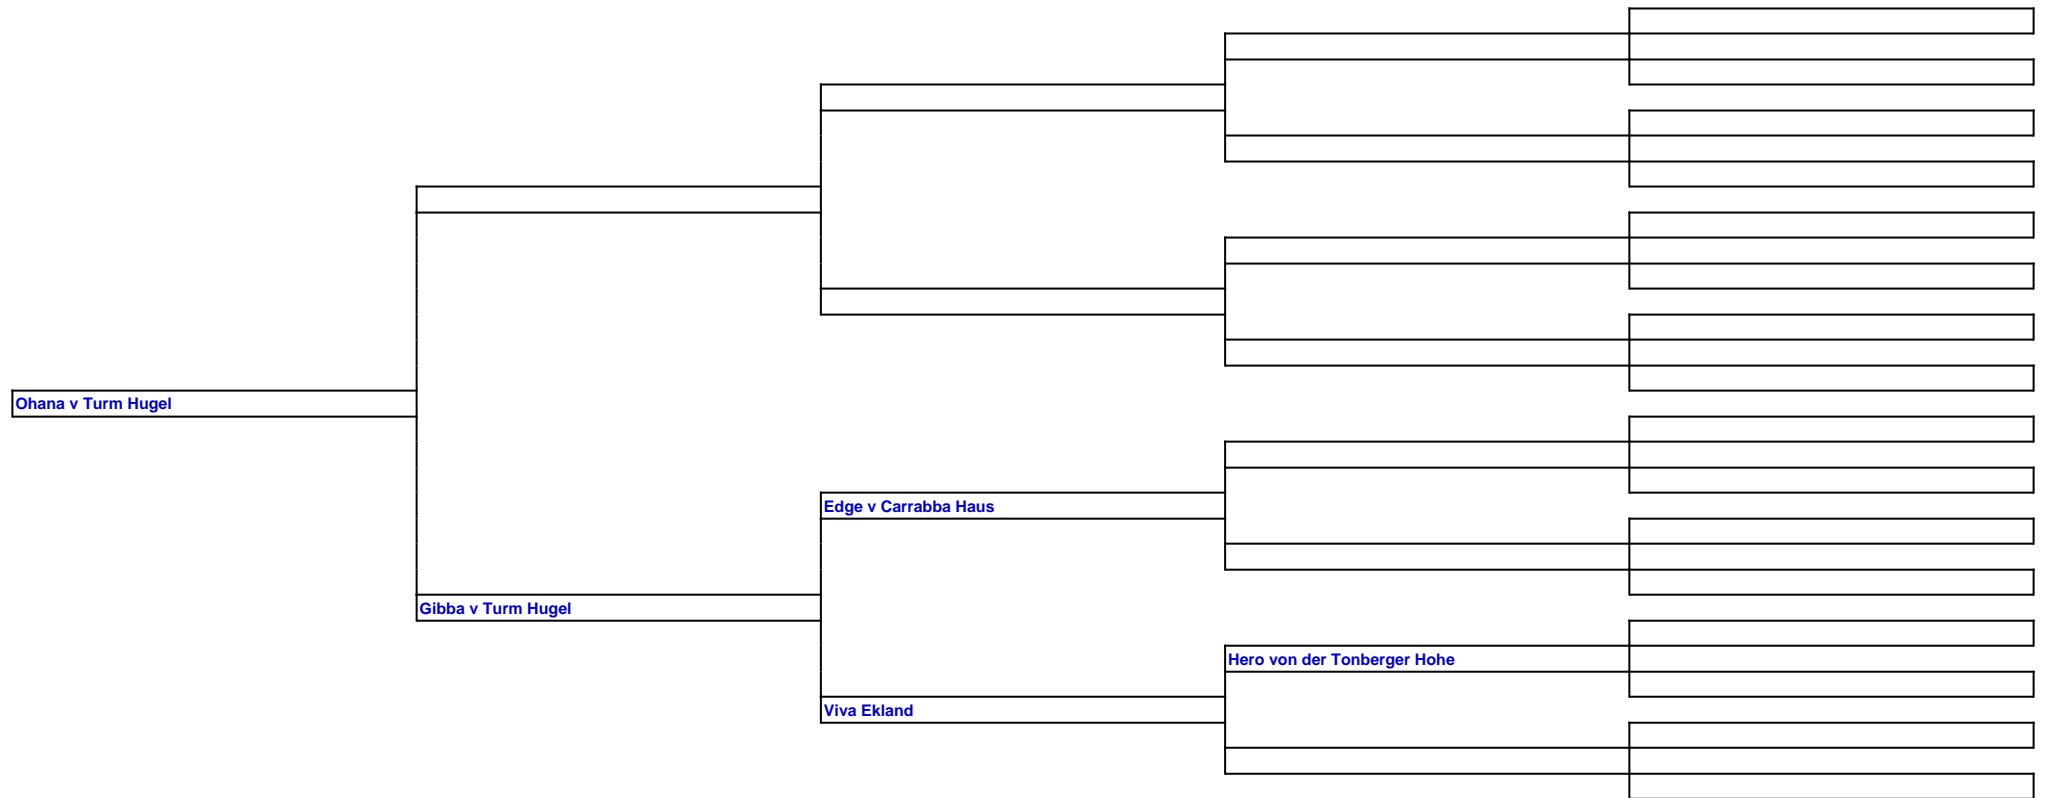 Ohana v Turm Hugel
Edge v Carrabba Haus
Gibba v Turm Hugel
Hero von der Tonberger Hohe
Viva Ekland